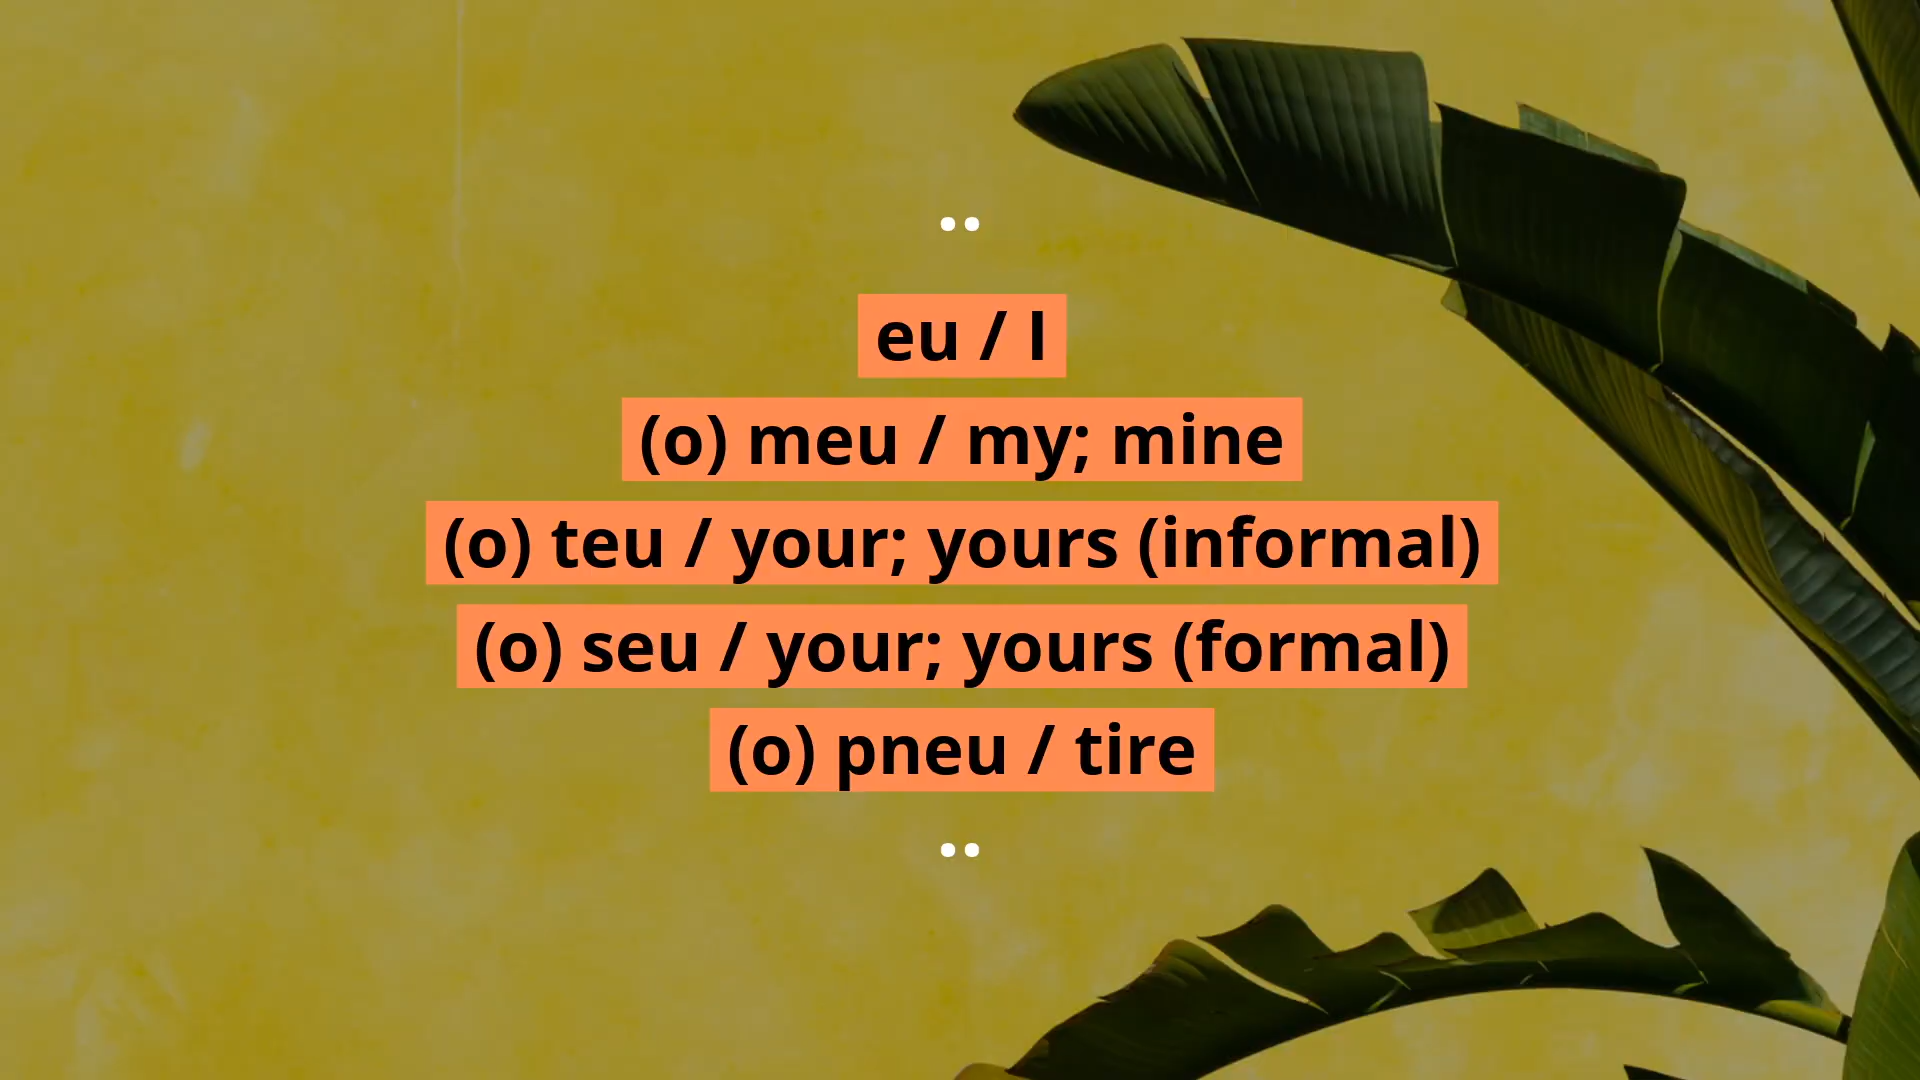 eu / I
(o) meu / my; mine
(o) teu / your; yours (informal)
(o) seu / your; yours (formal)
(o) pneu / tire